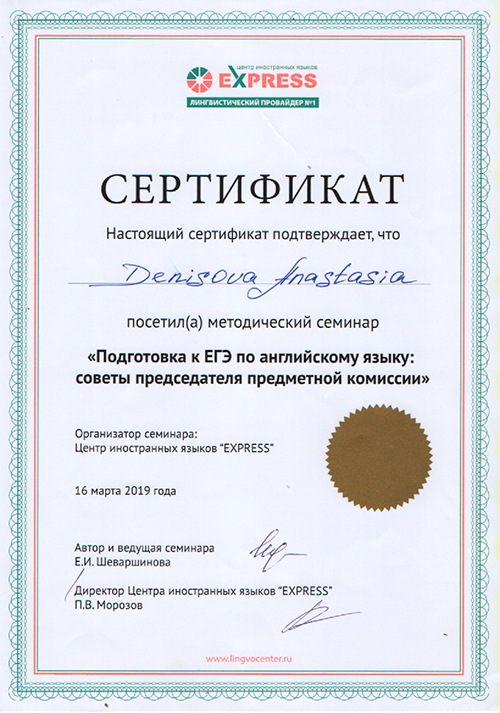 центр иностранных языков
EXPRESS
ЛИНГВИСТИЧЕСКИЙ ПРОВАЙДЕР №1
СЕРТИФИКАТ
Настоящий сертификат подтверждает, что
Denisova Anastasia
посетил(а) методический семинар
«Подготовка к ЕГЭ по английскому языку:
советы председателя предметной комиссии»
Организатор семинара:
Центр иностранных языков "EXPRESS"
16 марта 2019 года
Автор и ведущая семинара
Е.И. Шеваршинова
Директор Центра иностранных языков "EXPRESS"
П.В. Морозов
www.lingvocenter.ru